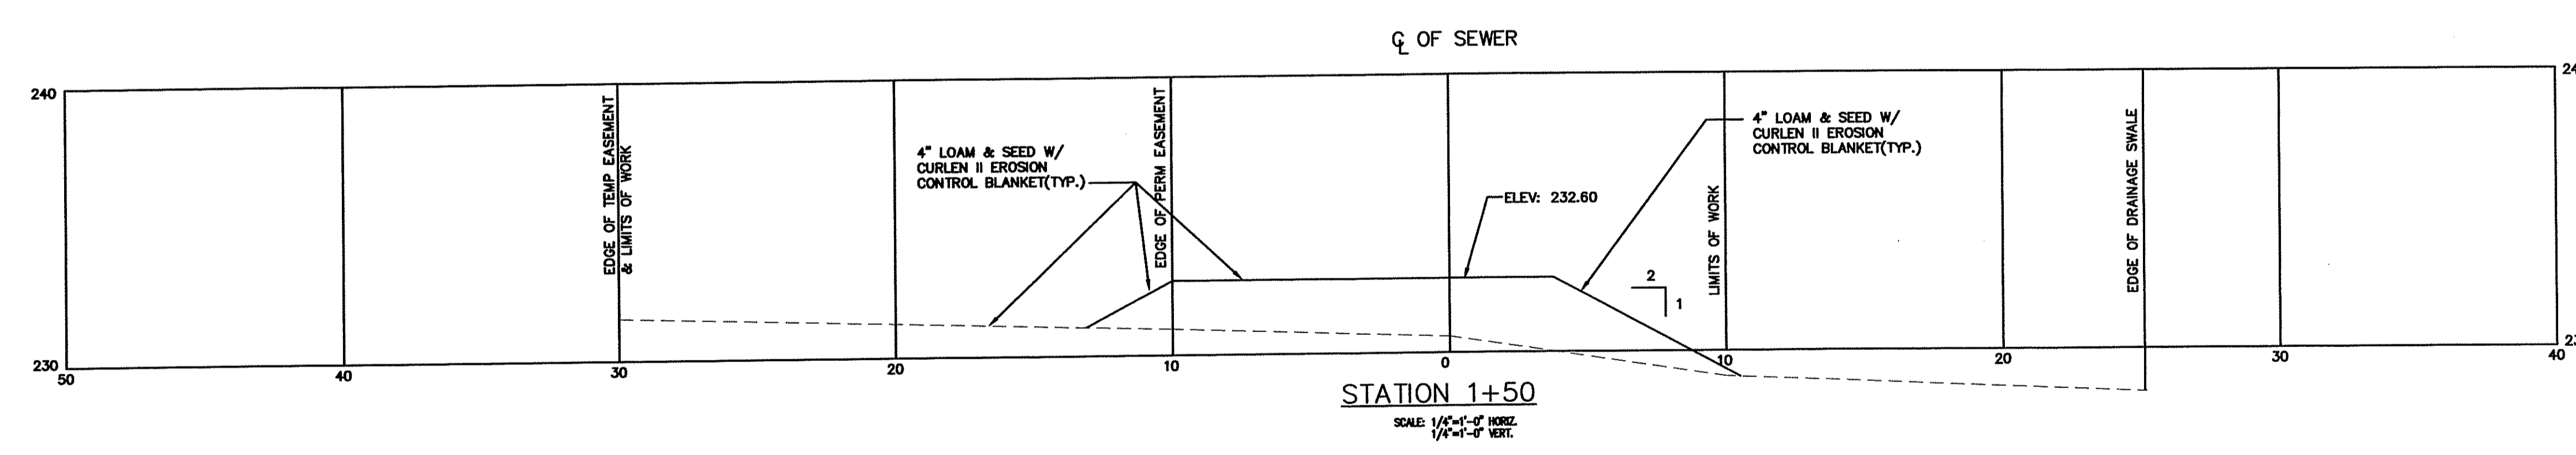 ℄ OF SEWER
240
24
EDGE OF TEMP EASEMENT
& LIMITS OF WORK
4" LOAM & SEED W/
CURLEN II EROSION
CONTROL BLANKET(TYP.)
EDGE OF PERM EASEMENT
ELEV: 232.60
4" LOAM & SEED W/
CURLEN II EROSION
CONTROL BLANKET(TYP.)
LIMITS OF WORK
2
1
EDGE OF DRAINAGE SWALE
230
23
50 40 30 20 10 0 10 20 30 40
STATION 1+50
SCALE: 1/4"=1'-0" HORIZ.
1/4"=1'-0" VERT.